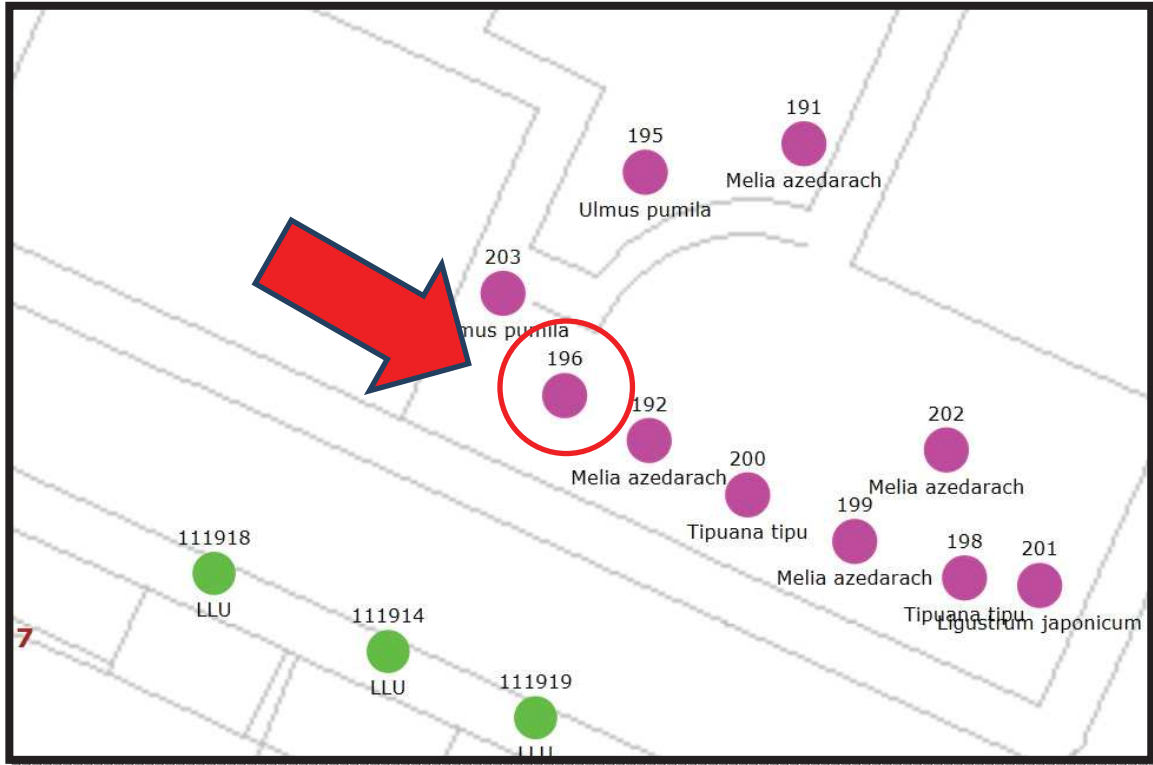 191
Melia azedarach
195
Ulmus pumila
203
mus pumila
196
192
Melia azedarach
202
Melia azedarach
200
Tipuana tipu
199
Melia azedarach
198
Tipuana tipu
201
Ligustrum japonicum
111918
LLU
111914
LLU
111919
LLU
7